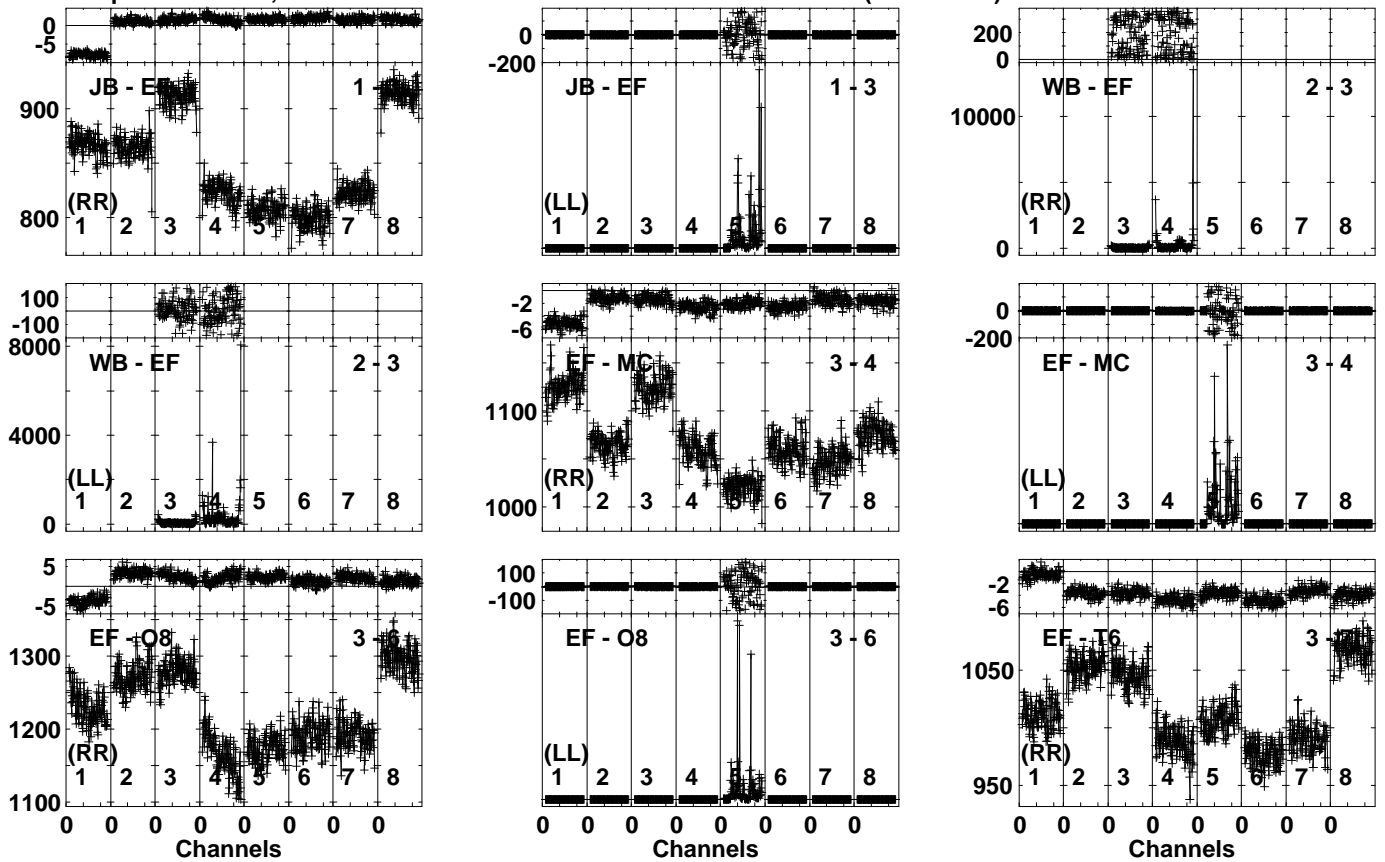 0
-5
JB - EF
1 - 3
900
800
(RR)
1 2 3 4 5 6 7 8
0
-200
JB - EF
1 - 3
(LL)
1 2 3 4 5 6 7 8
200
0
WB - EF
2 - 3
10000
0
(RR)
1 2 3 4 5 6 7 8
100
-100
WB - EF
2 - 3
8000
4000
0
(LL)
1 2 3 4 5 6 7 8
-2
-6
EF - MC
3 - 4
1100
1000
(RR)
1 2 3 4 5 6 7 8
0
-200
EF - MC
3 - 4
(LL)
1 2 3 4 5 6 7 8
5
-5
EF - O8
3 - 6
1300
1200
1100
(RR)
1 2 3 4 5 6 7 8
0 0 0 0 0 0 0 0
Channels
100
-100
EF - O8
3 - 6
(LL)
1 2 3 4 5 6 7 8
0 0 0 0 0 0 0 0
Channels
-2
-6
EF - T6
3 - 7
1050
950
(RR)
1 2 3 4 5 6 7 8
0 0 0 0 0 0 0 0
Channels